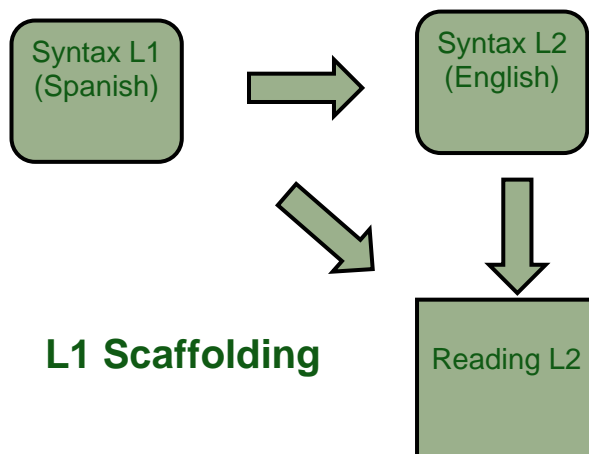 Syntax L1
(Spanish)
Syntax L2
(English)
L1 Scaffolding
Reading L2